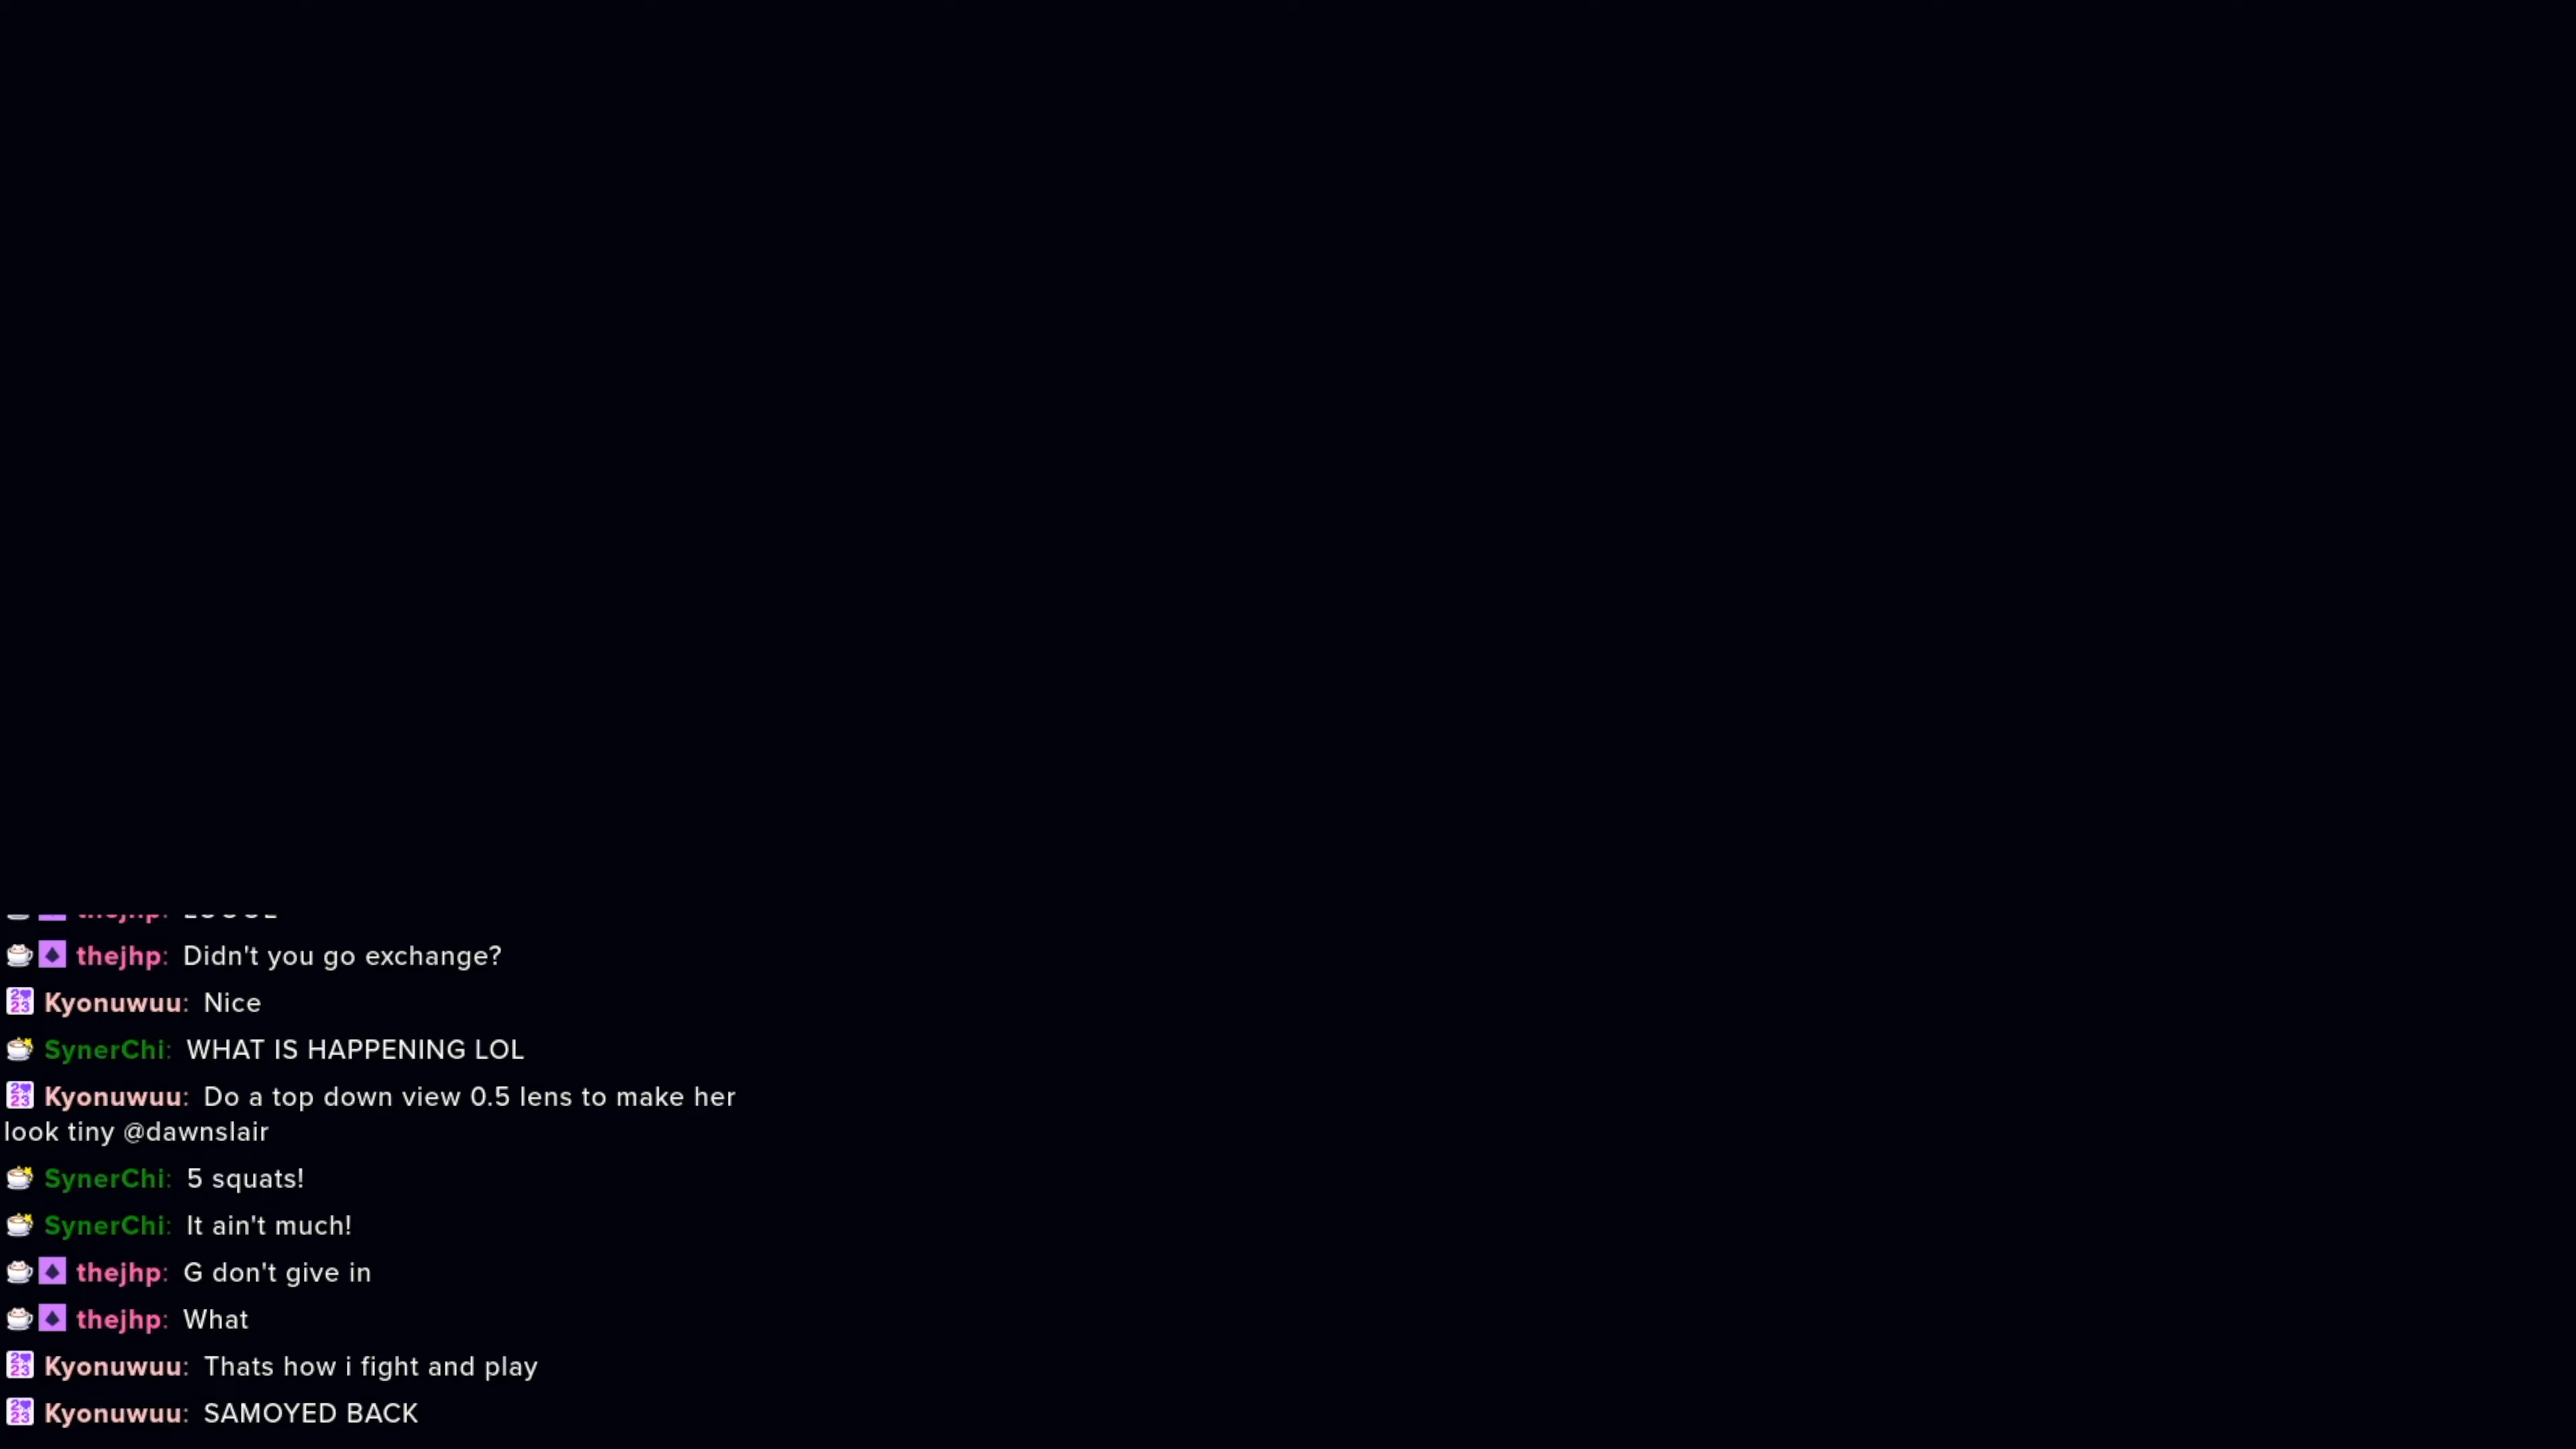 thejhp: Didn't you go exchange?
Kyonuwuu: Nice
SynerChi: WHAT IS HAPPENING LOL
Kyonuwuu: Do a top down view 0.5 lens to make her
look tiny @dawnslair
SynerChi: 5 squats!
SynerChi: It ain't much!
thejhp: G don't give in
thejhp: What
Kyonuwuu: Thats how i fight and play
Kyonuwuu: SAMOYED BACK